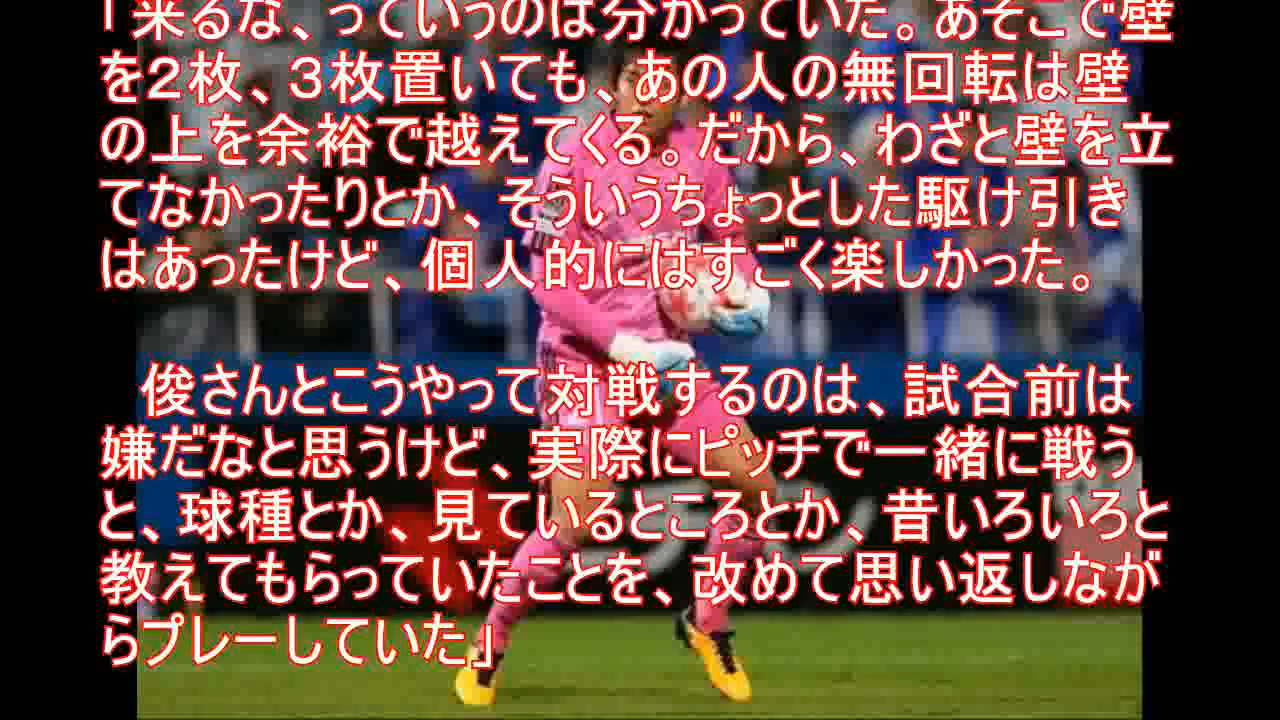 「来るな、っていうのは分かっていた。あそこで壁
を２枚、３枚置いても、あの人の無回転は壁
の上を余裕で越えてくる。だから、わざと壁を立
てなかったりとか、そういうちょっとした駆け引き
はあったけど、個人的にはすごく楽しかった。
俊さんとこうやって対戦するのは、試合前は
嫌だなと思うけど、実際にピッチで一緒に戦う
と、球種とか、見ているところとか、昔いろいろと
教えてもらっていたことを、改めて思い返しなが
らプレーしていた」